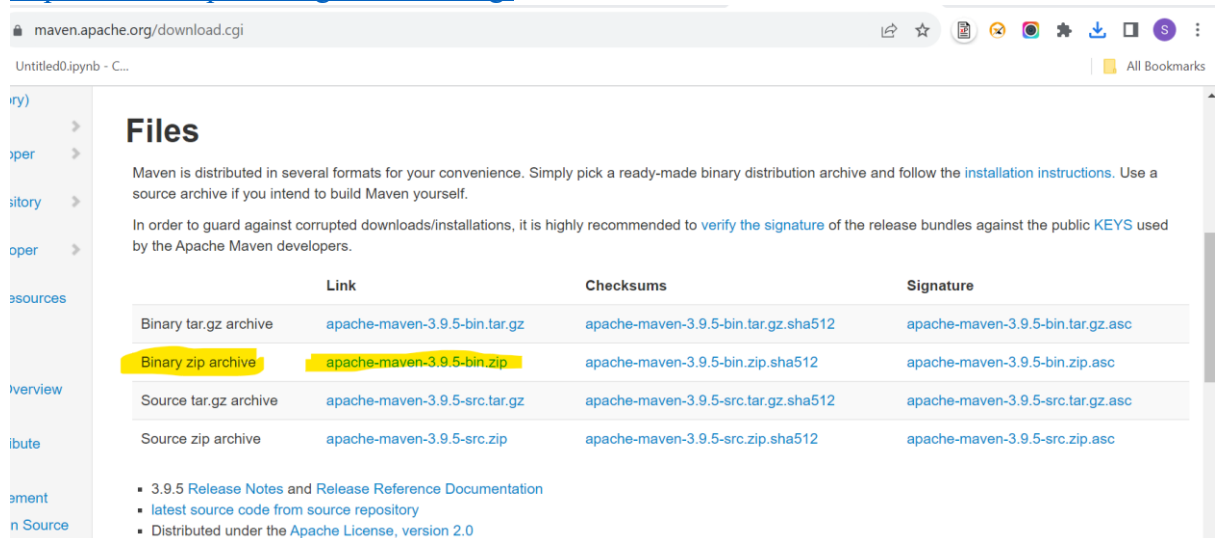 maven.apache.org/download.cgi
S
Untitled0.ipynb - C...
All Bookmarks
ory)
oper
sitory
oper
esources
Overview
ibute
ement
n Source
Files
Maven is distributed in several formats for your convenience. Simply pick a ready-made binary distribution archive and follow the installation instructions. Use a
source archive if you intend to build Maven yourself.
In order to guard against corrupted downloads/installations, it is highly recommended to verify the signature of the release bundles against the public KEYS used
by the Apache Maven developers.
Link Checksums Signature
Binary tar.gz archive apache-maven-3.9.5-bin.tar.gz apache-maven-3.9.5-bin.tar.gz.sha512 apache-maven-3.9.5-bin.tar.gz.asc
Binary zip archive apache-maven-3.9.5-bin.zip apache-maven-3.9.5-bin.zip.sha512 apache-maven-3.9.5-bin.zip.asc
Source tar.gz archive apache-maven-3.9.5-src.tar.gz apache-maven-3.9.5-src.tar.gz.sha512 apache-maven-3.9.5-src.tar.gz.asc
Source zip archive apache-maven-3.9.5-src.zip apache-maven-3.9.5-src.zip.sha512 apache-maven-3.9.5-src.zip.asc
3.9.5 Release Notes and Release Reference Documentation
latest source code from source repository
Distributed under the Apache License, version 2.0